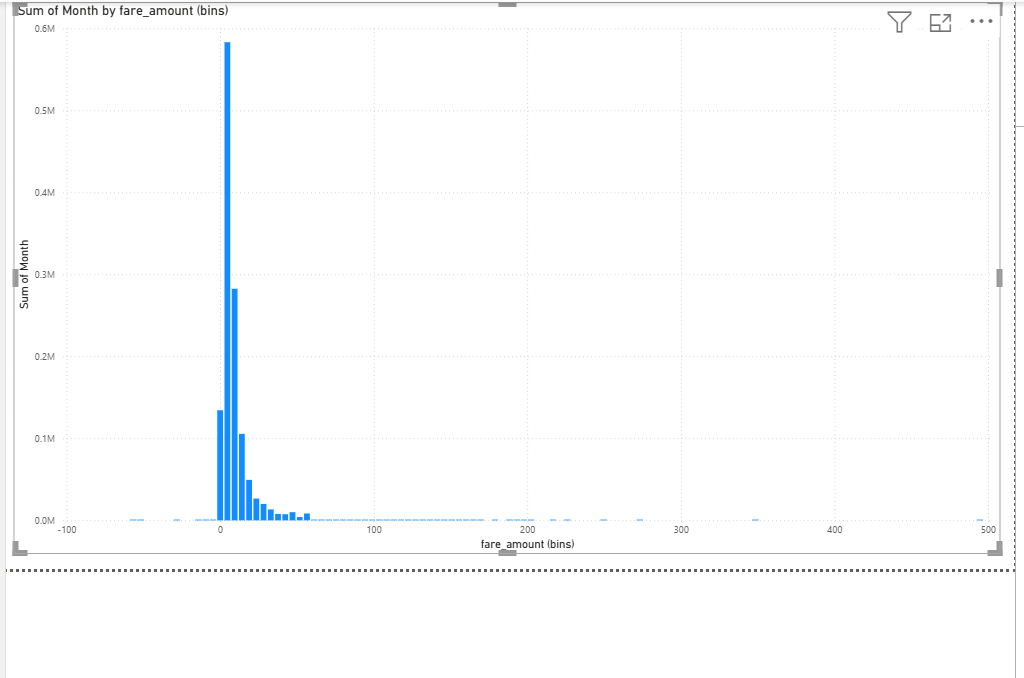 Sum of Month by fare_amount (bins)
0.6M
0.5M
0.4M
0.3M
0.2M
0.1M
0.0M
Sum of Month
-100 0 100 200 300 400 500
fare_amount (bins)